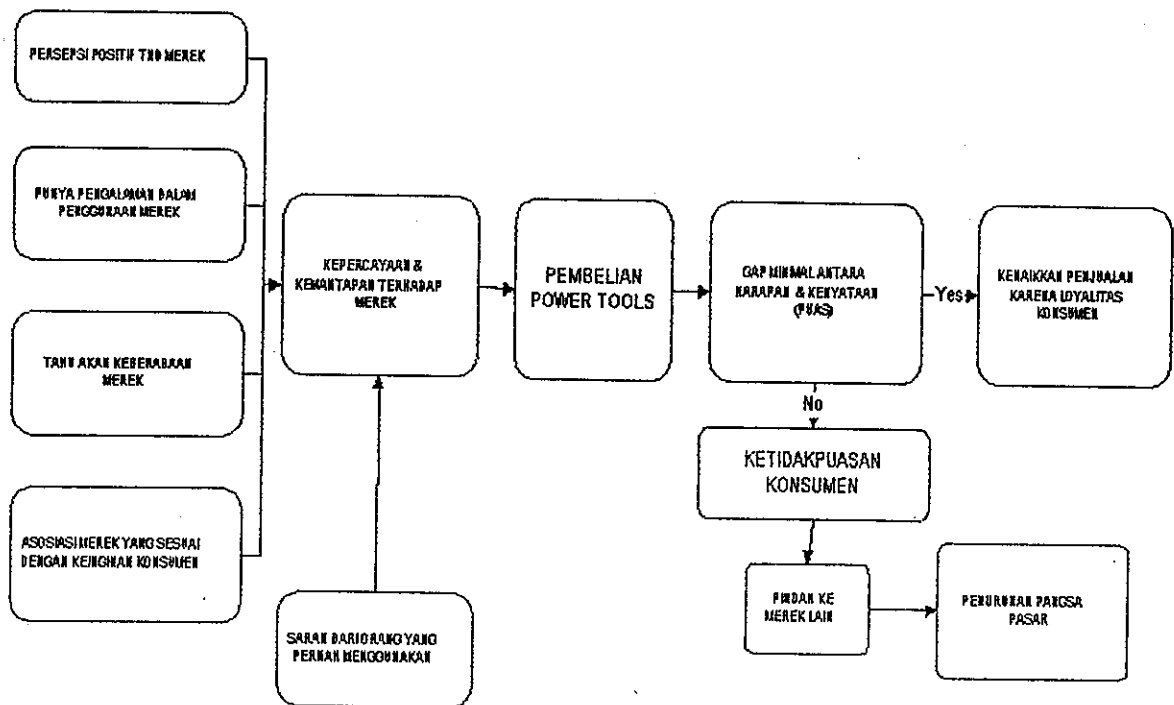 PERSEPSI POSITIF THD MEREK
PUNYA PENGALAMAN DALAM
PENGGUNAAN MEREK
TAHU AKAN KEBERADAAN
MEREK
ASOSIASI MEREK YANG SESUAI
DENGAN KEINGINAN KONSUMEN
KEPERCAYAAN &
KEMANTAPAN TERHADAP
MEREK
SARAN DARI ORANG YANG
PERNAH MENGGUNAKAN
PEMBELIAN
POWER TOOLS
GAP MINIMAL ANTARA
HARAPAN & KENYATAAN
(PUAS)
Yes
KENAIKKAN PENJUALAN
KARENA LOYALITAS
KONSUMEN
No
KETIDAKPUASAN
KONSUMEN
PINDAH KE
MEREK LAIN
PENURUNAN PANGSA
PASAR